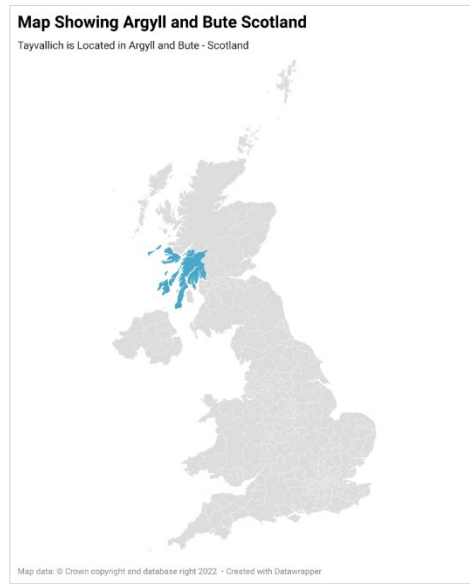 Map Showing Argyll and Bute Scotland
Tayvallich is Located in Argyll and Bute - Scotland
Map data: © Crown copyright and database right 2022 • Created with Datawrapper